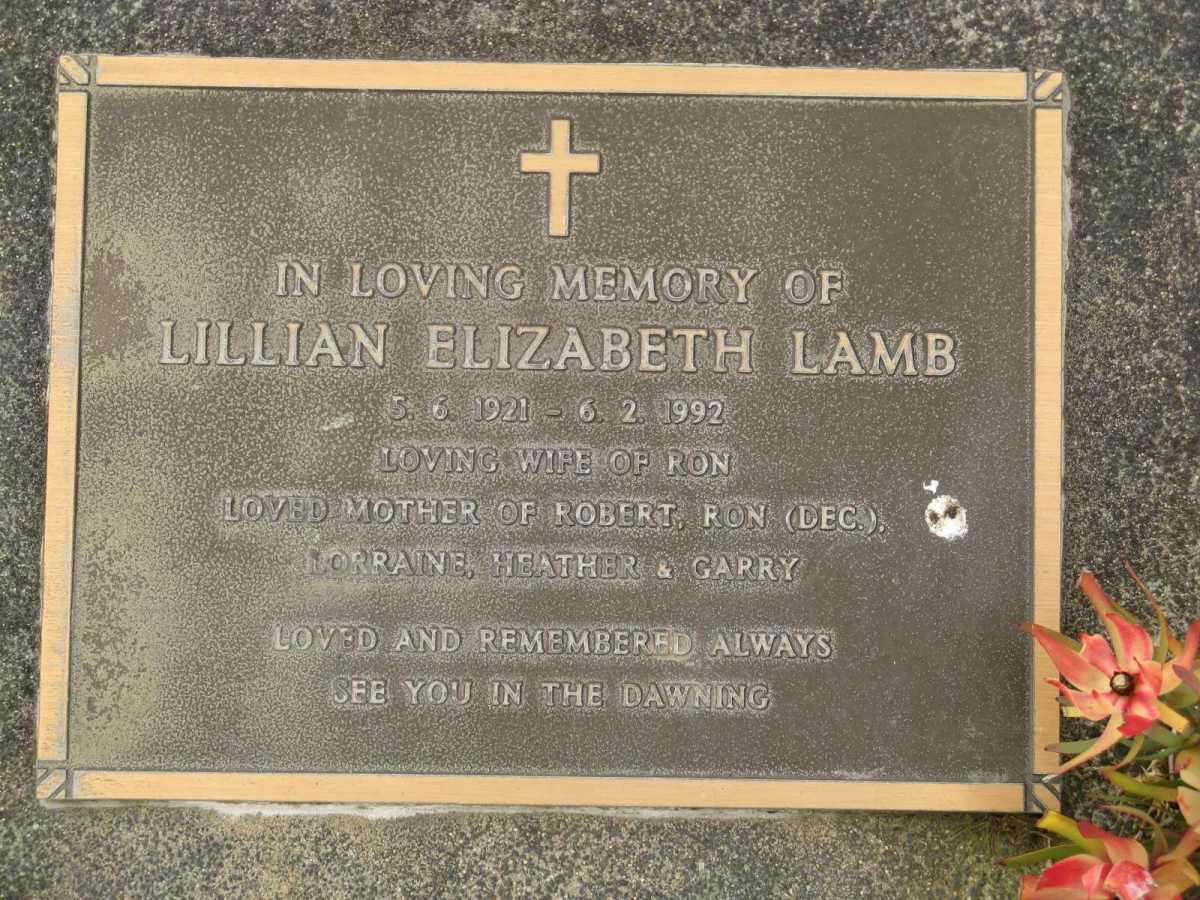 IN LOVING MEMORY OF
LILLIAN ELIZABETH LAMB
5. 6. 1921 - 6. 2. 1992
LOVING WIFE OF RON
LOVED MOTHER OF ROBERT, RON (DEC.),
LORRAINE, HEATHER & GARRY
LOVED AND REMEMBERED ALWAYS
SEE YOU IN THE DAWNING